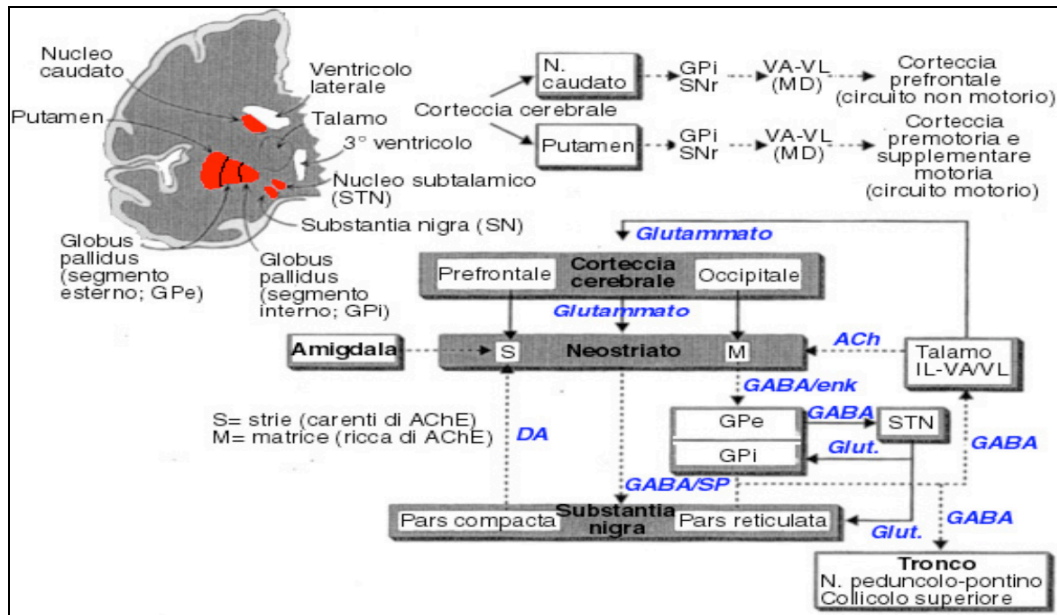 Nucleo
caudato
Ventricolo
laterale
Putamen
Talamo
3° ventricolo
Nucleo subtalamico
(STN)
Substantia nigra (SN)
Globus
pallidus
(segmento
esterno; GPe)
Globus
pallidus
(segmento
interno; GPi)
Corteccia cerebrale
N.
caudato
GPi
SNr
VA-VL
(MD)
Corteccia
prefrontale
(circuito non motorio)
Putamen
GPi
SNr
VA-VL
(MD)
Corteccia
premotoria e
supplementare
motoria
(circuito motorio)
Glutammato
Prefrontale
Corteccia
cerebrale
Occipitale
Glutammato
Amigdala
S
Neostriato
M
ACh
Talamo
IL-VA/VL
S= strie (carenti di AChE)
M= matrice (ricca di AChE)
DA
GABA/enk
GPe
GABA
STN
GPi
Glut.
GABA
GABA/SP
Pars compacta
Substantia
nigra
Pars reticulata
Glut.
GABA
Tronco
N. peduncolo-pontino
Collicolo superiore